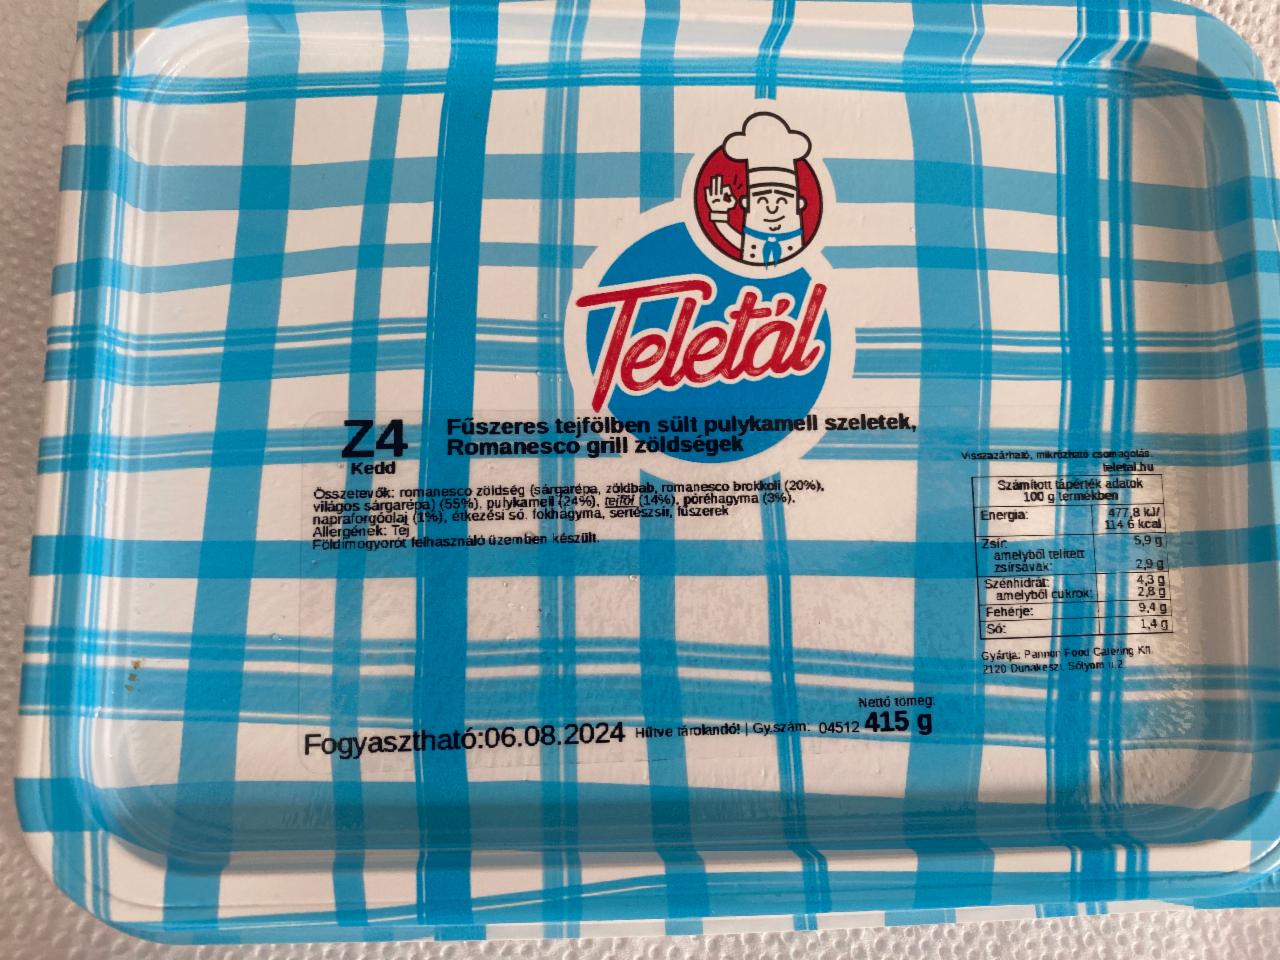 Teletál
Z4
Kedd
Fűszeres tejfölben sült pulykamell szeletek,
Romanesco grill zöldségek
Összetevők: romanesco zöldség (sárgarépa, zöldbab, romanesco brokkoli (20%),
világos sárgarépa) (55%), pulykamell (24%), tejföl (14%), póréhagyma (3%),
napraforgóolaj (1%), étkezési só, fokhagyma, sertészsír, fűszerek
Allergének: Tej
Földimogyorót felhasználó üzemben készült.
Visszazárható, mikrózható csomagolás
teletal.hu
Számított tápérték adatok
100 g termékben
Energia: 477,8 kJ/
114,6 kcal
Zsír: 5,9 g
amelyből telített
zsírsavak: 2,9 g
Szénhidrát: 4,3 g
amelyből cukrok: 2,8 g
Fehérje: 9,4 g
Só: 1,4 g
Gyártja: Pannon Food Catering Kft.
2120 Dunakeszi, Sólyom u.2.
Nettó tömeg:
Fogyasztható:06.08.2024 Hűtve tárolandó! | Gy.szám: 04512 415 g